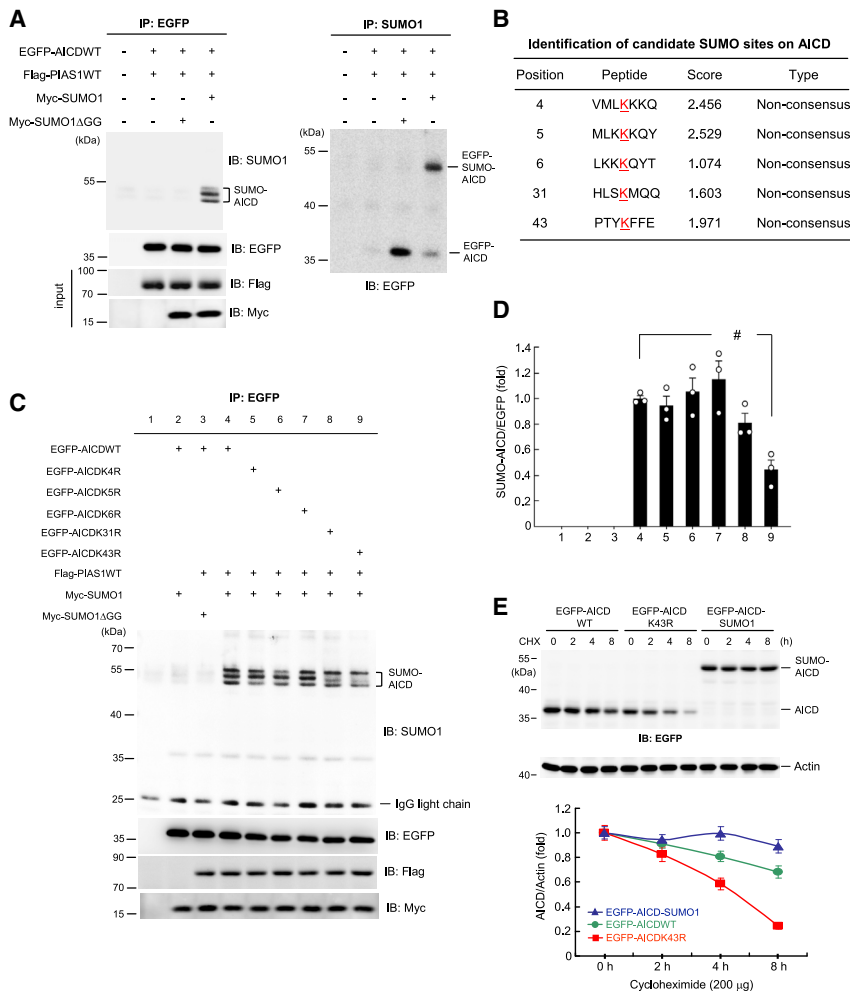 A
IP: EGFP
EGFP-AICDWT - + + +
Flag-PIAS1WT - + + +
Myc-SUMO1 - - - +
Myc-SUMO1ΔGG - - + -
(kDa)
IB: SUMO1
55
SUMO-
AICD
35
IB: EGFP
100
70
IB: Flag
input
15
IB: Myc
IP: SUMO1
- + + +
- + + +
- - - +
- - + -
(kDa)
55
EGFP-
SUMO-
AICD
40
35
EGFP-
AICD
IB: EGFP
B
Identification of candidate SUMO sites on AICD
Position Peptide Score Type
4 VMLKKKQ 2.456 Non-consensus
5 MLKKKQY 2.529 Non-consensus
6 LKKKQYT 1.074 Non-consensus
31 HLSKMQQ 1.603 Non-consensus
43 PTYKFFE 1.971 Non-consensus
C
IP: EGFP
1 2 3 4 5 6 7 8 9
EGFP-AICDWT + + +
EGFP-AICDK4R +
EGFP-AICDK5R +
EGFP-AICDK6R +
EGFP-AICDK31R +
EGFP-AICDK43R +
Flag-PIAS1WT + + + + + + +
Myc-SUMO1 + + + + + + +
Myc-SUMO1ΔGG +
(kDa)
70
55
SUMO-
AICD
40
IB: SUMO1
35
25
IgG light chain
35
IB: EGFP
90
IB: Flag
70
15
IB: Myc
D
#
SUMO-AICD/EGFP (fold)
1.4
1.2
1.0
0.8
0.6
0.4
0.2
0
1 2 3 4 5 6 7 8 9
E
EGFP-AICD WT
EGFP-AICD K43R
EGFP-AICD-SUMO1
CHX 0 2 4 8 0 2 4 8 0 2 4 8 (h)
55
(kDa)
SUMO-
AICD
40
35
AICD
IB: EGFP
40
Actin
AICD/Actin (fold)
1.0
0.8
0.6
0.4
0.2
0
EGFP-AICD-SUMO1
EGFP-AICDWT
EGFP-AICDK43R
0 h 2 h 4 h 8 h
Cycloheximide (200 μg)